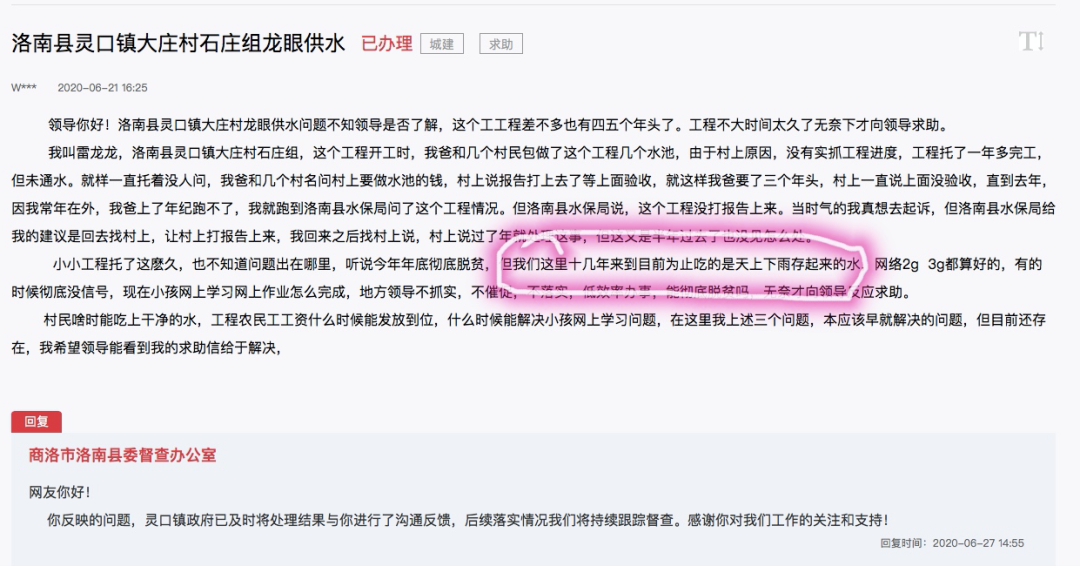 洛南县灵口镇大庄村石庄组龙眼供水 已办理 城建 求助
T
W*** 2020-06-21 16:25
领导你好！洛南县灵口镇大庄村龙眼供水问题不知领导是否了解，这个工工程差不多也有四五个年头了。工程不大时间太久了无奈下才向领导求助。
我叫雷龙龙，洛南县灵口镇大庄村石庄组，这个工程开工时，我爸和几个村民包做了这个工程几个水池，由于村上原因，没有实抓工程进度，工程托了一年多完工，
但未通水。就样一直托着没人问，我爸和几个村名问村上要做水池的钱，村上说报告打上去了等上面验收，就这样我爸要了三个年头，村上一直说上面没验收，直到去年，
因我常年在外，我爸上了年纪跑不了，我就跑到洛南县水保局问了这个工程情况。但洛南县水保局说，这个工程没打报告上来。当时气的我真想去起诉，但洛南县水保局给
我的建议是回去找村上，让村上打报告上来，我回来之后找村上说，村上说过了年就处理这事，但这又是半年过去了也没见怎么处。
小小工程托了这麽久，也不知道问题出在哪里，听说今年年底彻底脱贫，但我们这里十几年来到目前为止吃的是天上下雨存起来的水。网络2g 3g都算好的，有的
时候彻底没信号，现在小孩网上学习网上作业怎么完成，地方领导不抓实，不催促，不落实，低效率办事，能彻底脱贫吗，无奈才向领导反应求助。
村民啥时能吃上干净的水，工程农民工工资什么时候能发放到位，什么时候能解决小孩网上学习问题，在这里我上述三个问题，本应该早就解决的问题，但目前还存
在，我希望领导能看到我的求助信给于解决，
回复
商洛市洛南县委督查办公室
网友你好！
你反映的问题，灵口镇政府已及时将处理结果与你进行了沟通反馈，后续落实情况我们将持续跟踪督查。感谢你对我们工作的关注和支持！
回复时间：2020-06-27 14:55